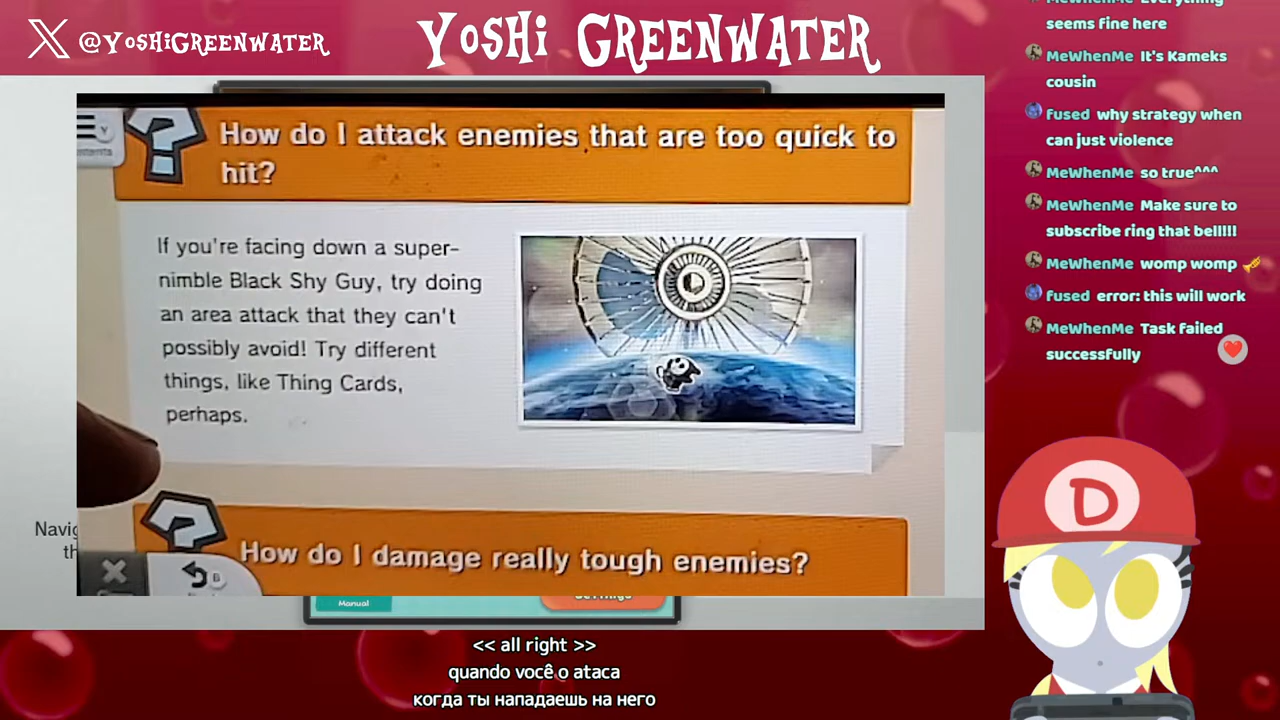 @YOSHIGREENWATER
YOSHI GREENWATER
How do I attack enemies that are too quick to
hit?
If you're facing down a super-
nimble Black Shy Guy, try doing
an area attack that they can't
possibly avoid! Try different
things, like Thing Cards,
perhaps.
How do I damage really tough enemies?
B
Manual
<< all right >>
quando você o ataca
когда ты нападаешь на него
seems fine here
MeWhenMe It's Kameks
cousin
fused why strategy when
can just violence
MeWhenMe so true^^^
MeWhenMe Make sure to
subscribe ring that bell!!!!
MeWhenMe womp womp 🎺
fused error: this will work
MeWhenMe Task failed
successfully
D